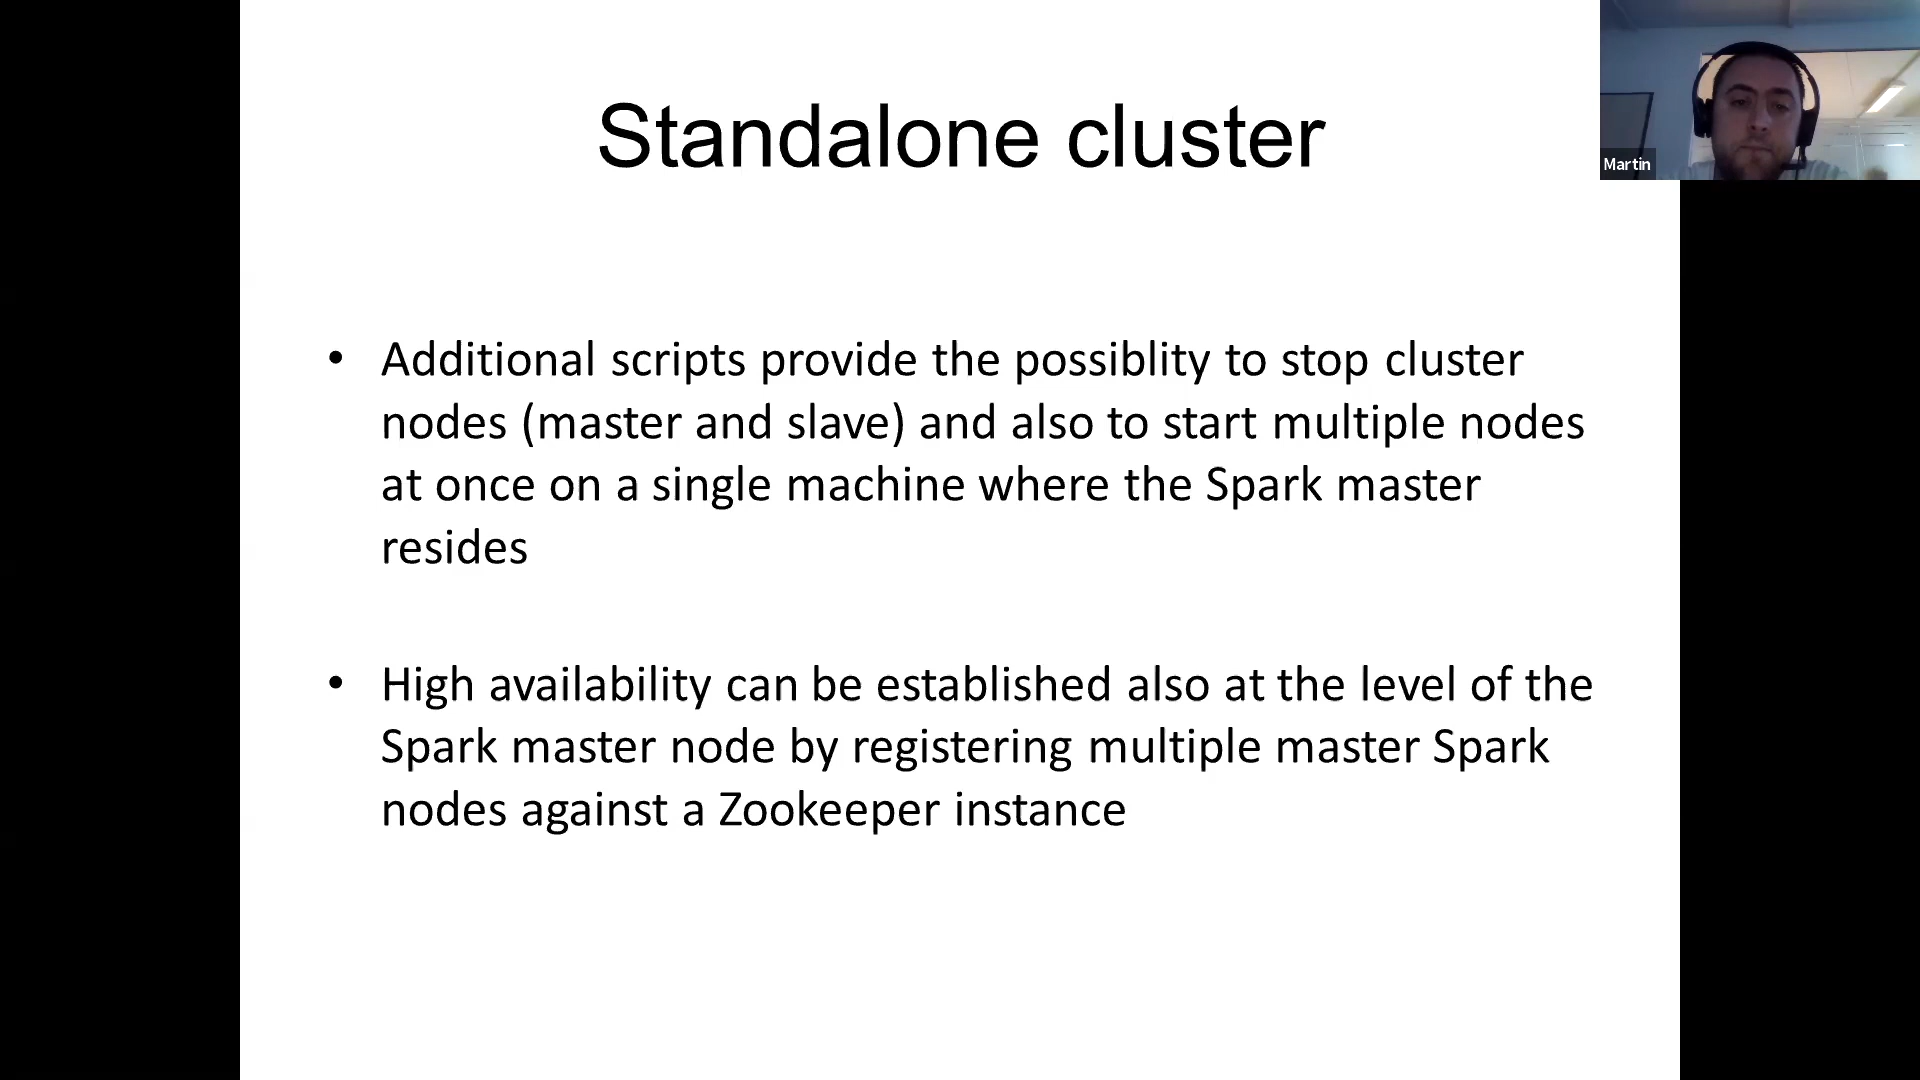 Standalone cluster
Martin
• Additional scripts provide the possiblity to stop cluster
nodes (master and slave) and also to start multiple nodes
at once on a single machine where the Spark master
resides
• High availability can be established also at the level of the
Spark master node by registering multiple master Spark
nodes against a Zookeeper instance